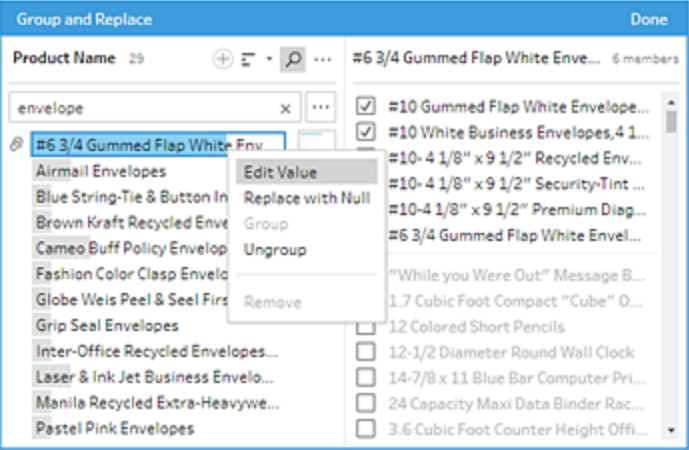 Group and Replace Done
Product Name 29
#6 3/4 Gummed Flap White Enve... 6 members
envelope
#6 3/4 Gummed Flap White Env
Airmail Envelopes
Blue String-Tie & Button In
Brown Kraft Recycled Enve
Cameo Buff Policy Envelop
Fashion Color Clasp Envelo
Globe Weis Peel & Seel Firs
Grip Seal Envelopes
Inter-Office Recycled Envelopes...
Laser & Ink Jet Business Envelo...
Manila Recycled Extra-Heavywe...
Pastel Pink Envelopes
Edit Value
Replace with Null
Group
Ungroup
Remove
#10 Gummed Flap White Envelope...
#10 White Business Envelopes,4 1...
#10- 4 1/8" x 9 1/2" Recycled Env...
#10- 4 1/8" x 9 1/2" Security-Tint ...
#10-4 1/8" x 9 1/2" Premium Diag...
#6 3/4 Gummed Flap White Envel...
"While you Were Out" Message B...
1.7 Cubic Foot Compact "Cube" O...
12 Colored Short Pencils
12-1/2 Diameter Round Wall Clock
14-7/8 x 11 Blue Bar Computer Pri...
24 Capacity Maxi Data Binder Rac...
3.6 Cubic Foot Counter Height Offi...